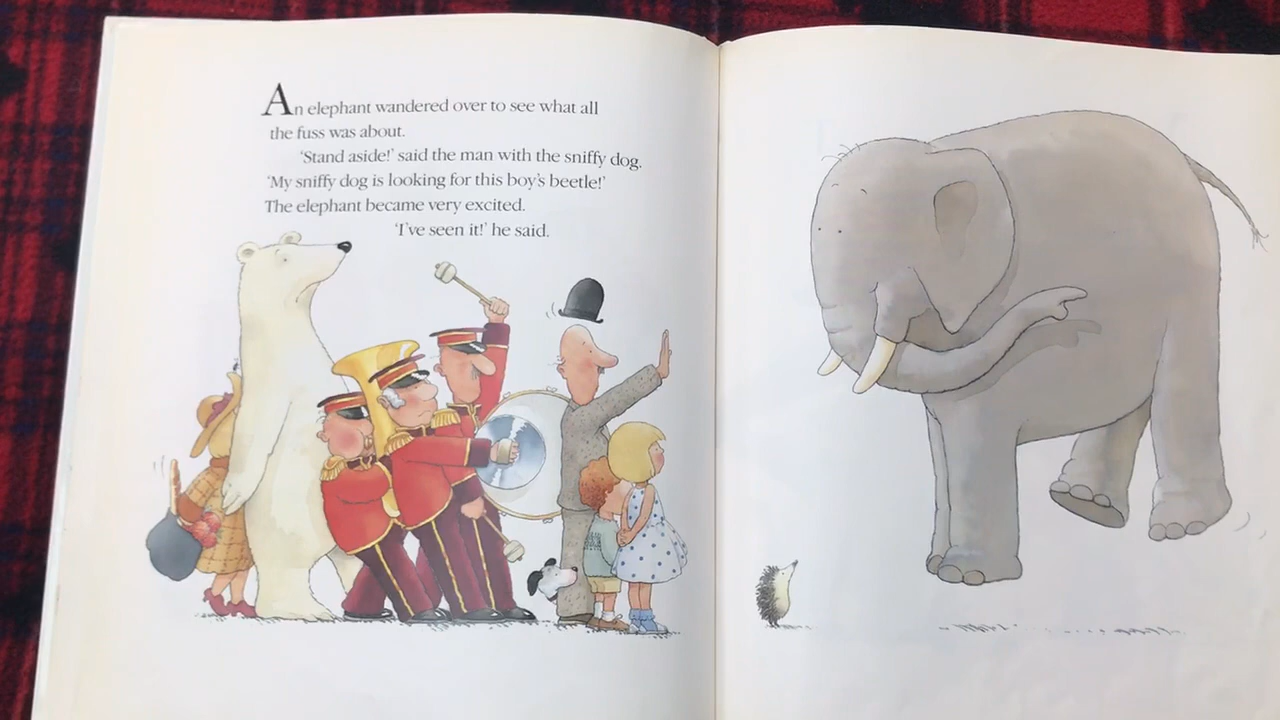 An elephant wandered over to see what all
the fuss was about.
‘Stand aside!’ said the man with the sniffy dog.
‘My sniffy dog is looking for this boy’s beetle!’
The elephant became very excited.
‘I’ve seen it!’ he said.